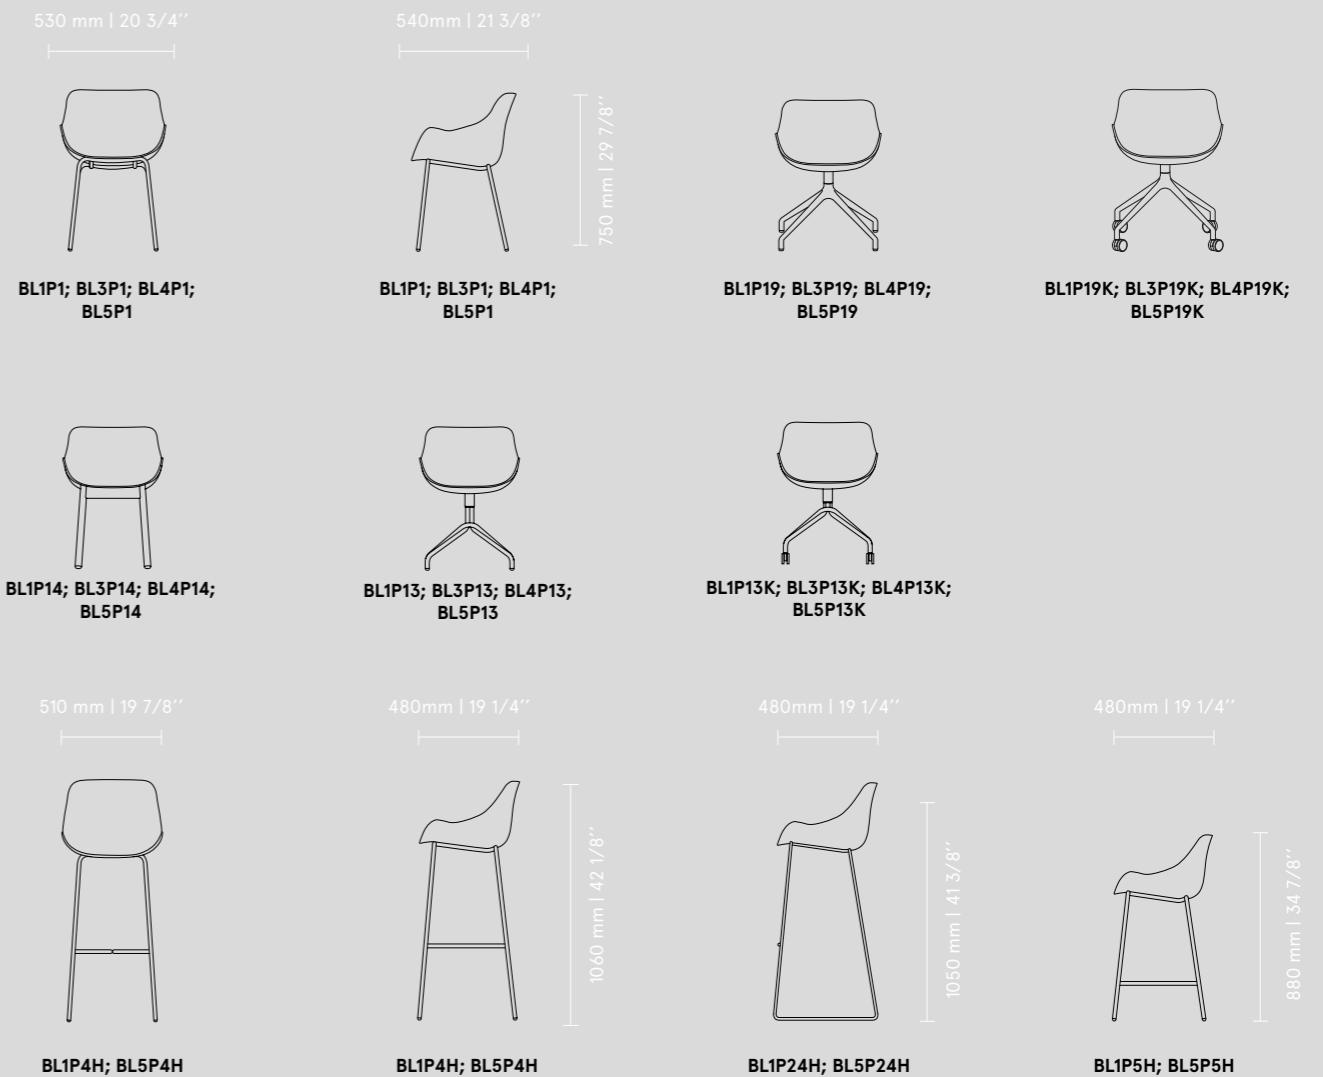 530 mm | 20 3/4’’
540mm | 21 3/8’’
750 mm | 29 7/8’’
BL1P1; BL3P1; BL4P1;
BL5P1
BL1P1; BL3P1; BL4P1;
BL5P1
BL1P19; BL3P19; BL4P19;
BL5P19
BL1P19K; BL3P19K; BL4P19K;
BL5P19K
BL1P14; BL3P14; BL4P14;
BL5P14
BL1P13; BL3P13; BL4P13;
BL5P13
BL1P13K; BL3P13K; BL4P13K;
BL5P13K
510 mm | 19 7/8’’
480mm | 19 1/4’’
480mm | 19 1/4’’
480mm | 19 1/4’’
1060 mm | 42 1/8’’
1050 mm | 41 3/8’’
880 mm | 34 7/8’’
BL1P4H; BL5P4H
BL1P4H; BL5P4H
BL1P24H; BL5P24H
BL1P5H; BL5P5H